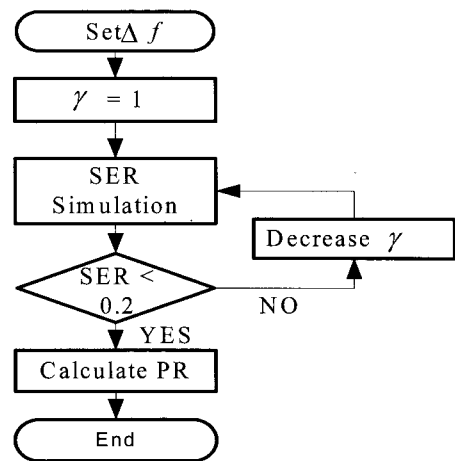 SetΔ f
γ = 1
SER
Simulation
Decrease γ
SER <
0.2
NO
YES
Calculate PR
End